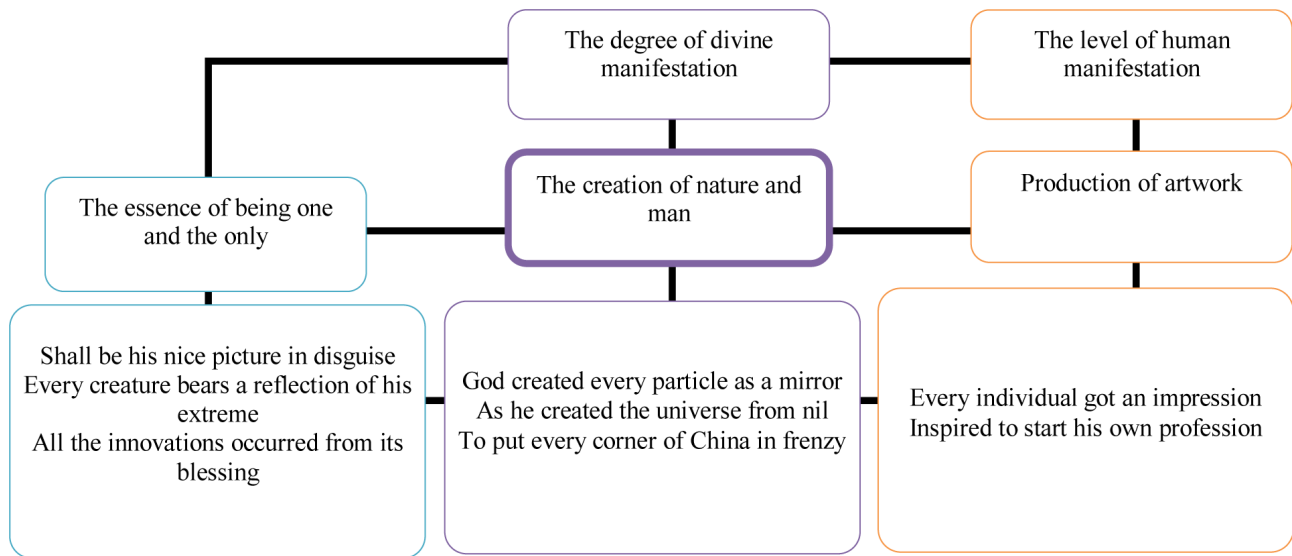 The degree of divine
manifestation
The level of human
manifestation
The essence of being one
and the only
The creation of nature and
man
Production of artwork
Shall be his nice picture in disguise
Every creature bears a reflection of his
extreme
All the innovations occurred from its
blessing
God created every particle as a mirror
As he created the universe from nil
To put every corner of China in frenzy
Every individual got an impression
Inspired to start his own profession